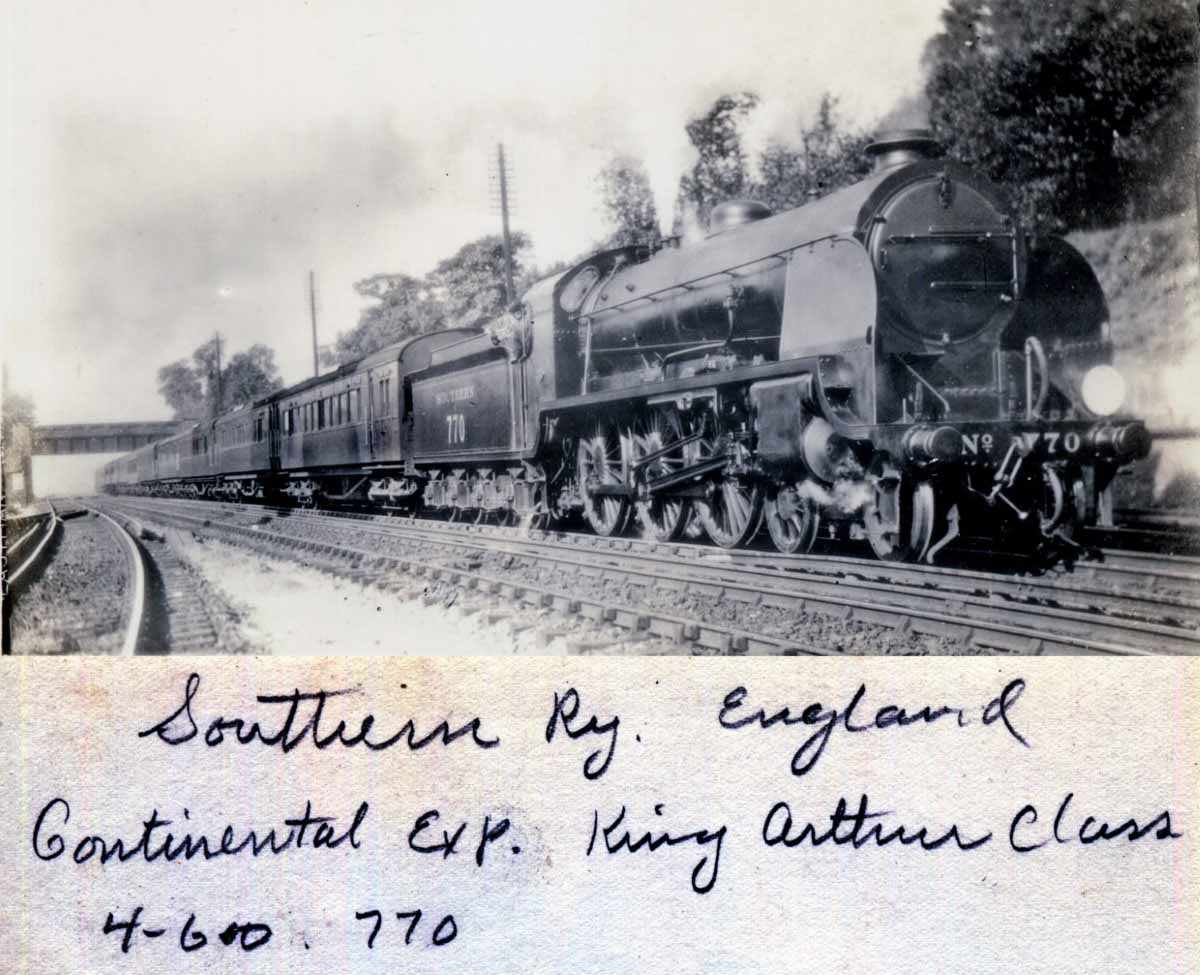 SOUTHERN
770
Nº 770
Southern Ry. England
Continental Exp. King Arthur Class
4-6-0. 770